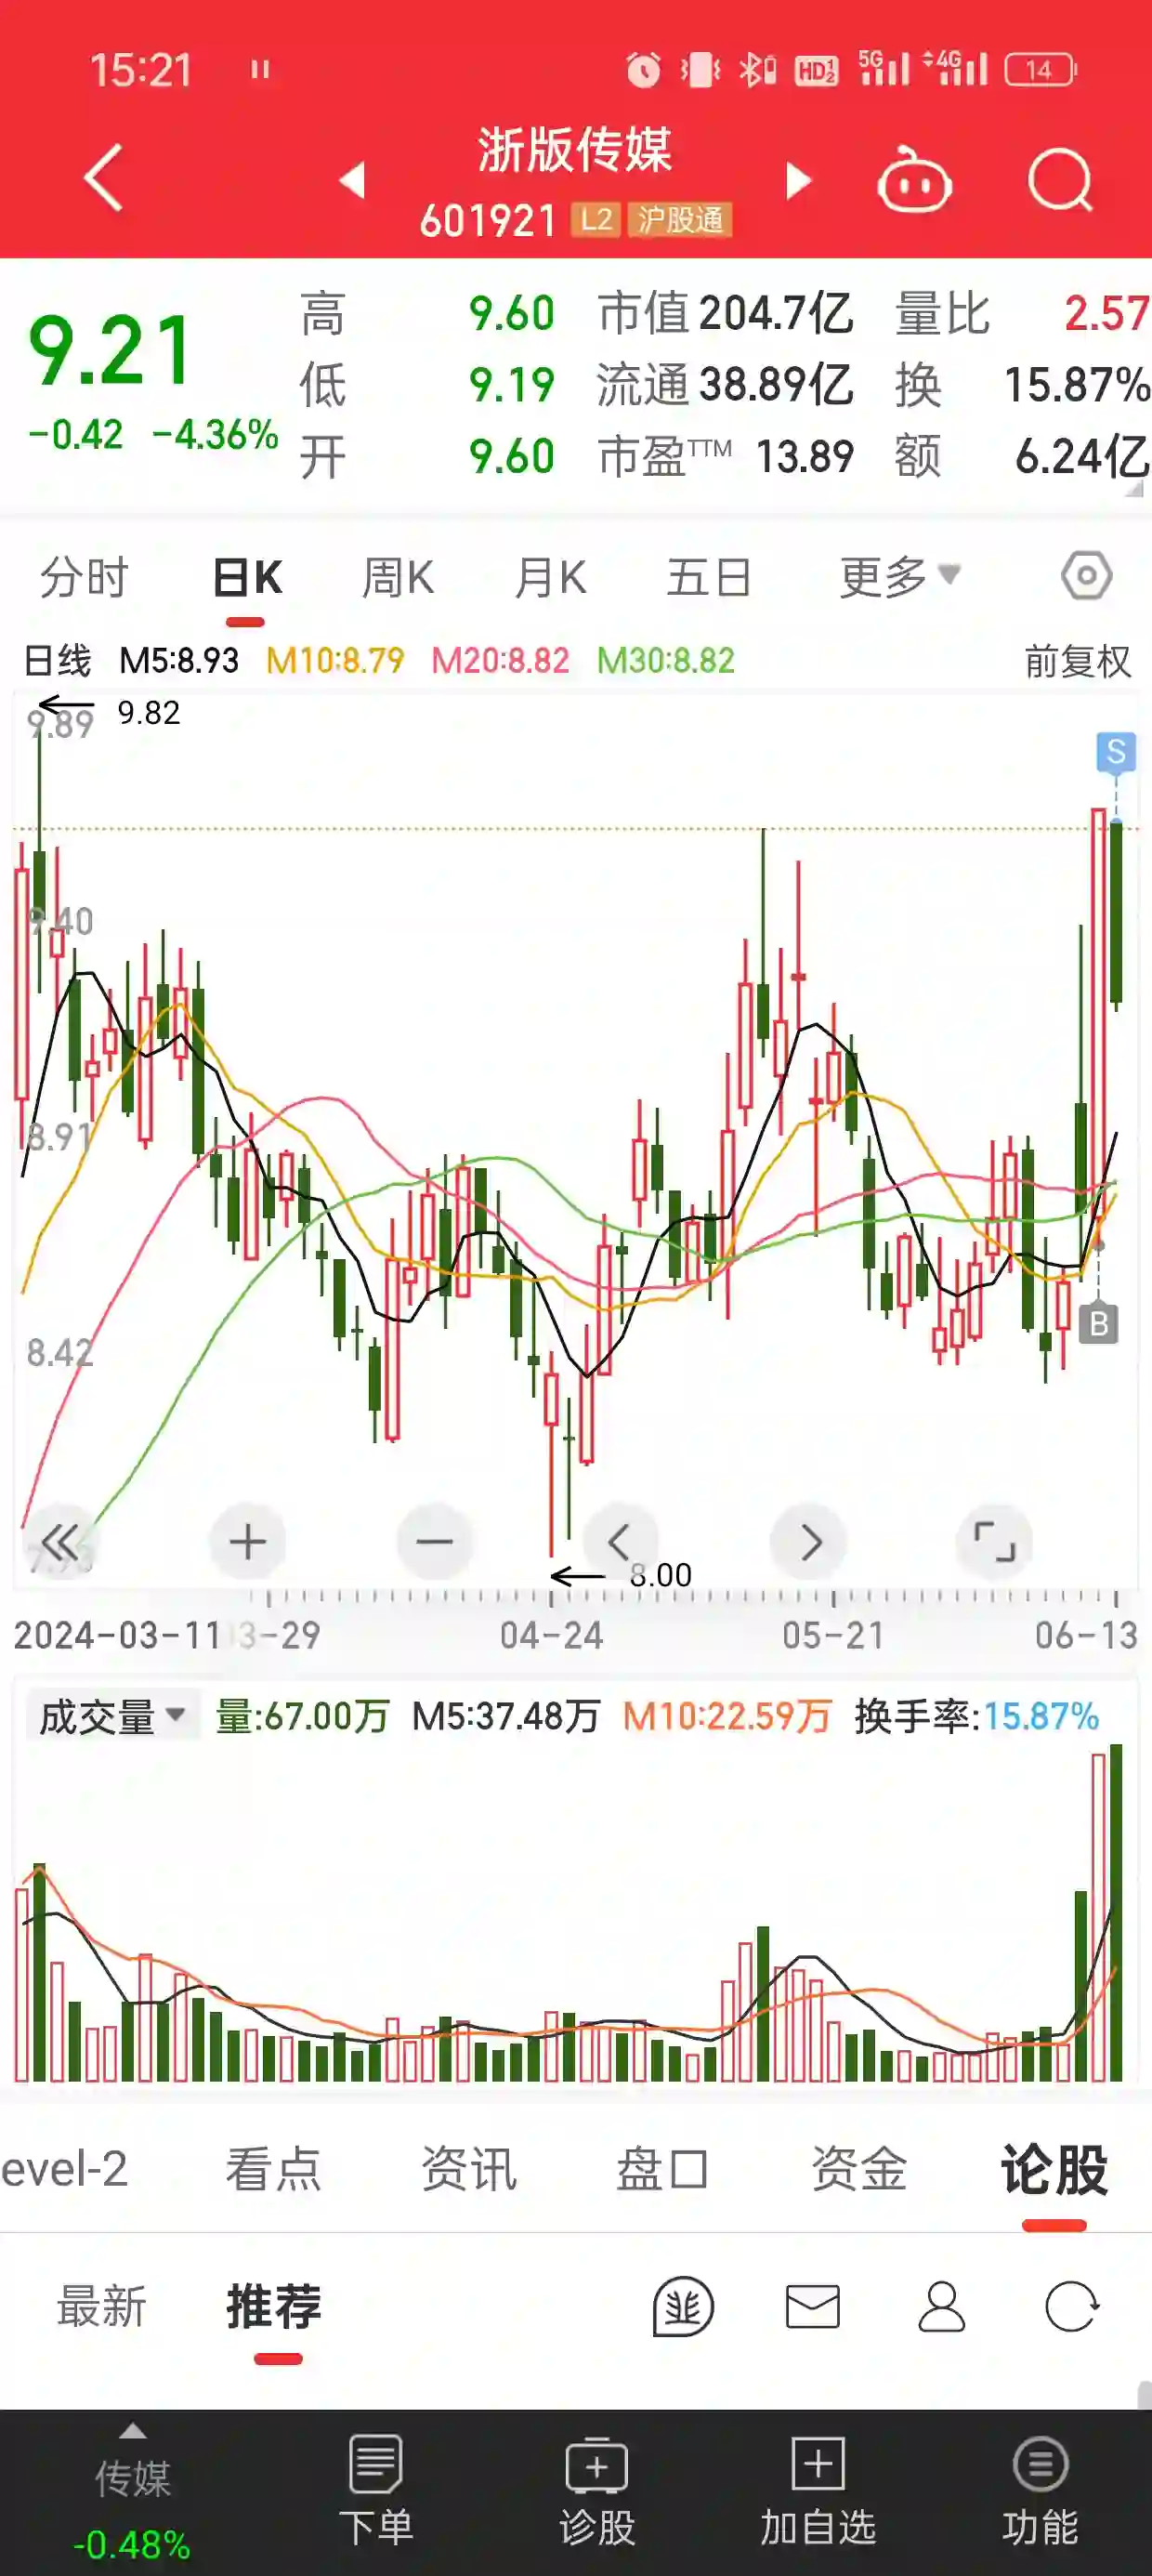 15:21 HD 1 2 5G 4G 14
浙版传媒
601921 L2 沪股通
9.21
-0.42 -4.36%
高 9.60 市值 204.7亿 量比 2.57
低 9.19 流通 38.89亿 换 15.87%
开 9.60 市盈TTM 13.89 额 6.24亿
分时 日K 周K 月K 五日 更多
日线 M5:8.93 M10:8.79 M20:8.82 M30:8.82 前复权
9.82
9.89
S
9.40
8.91
B
8.42
8.00
2024-03-11 3-29 04-24 05-21 06-13
成交量 量:67.00万 M5:37.48万 M10:22.59万 换手率:15.87%
evel-2 看点 资讯 盘口 资金 论股
最新 推荐
传媒 下单 诊股 加自选 功能
-0.48%